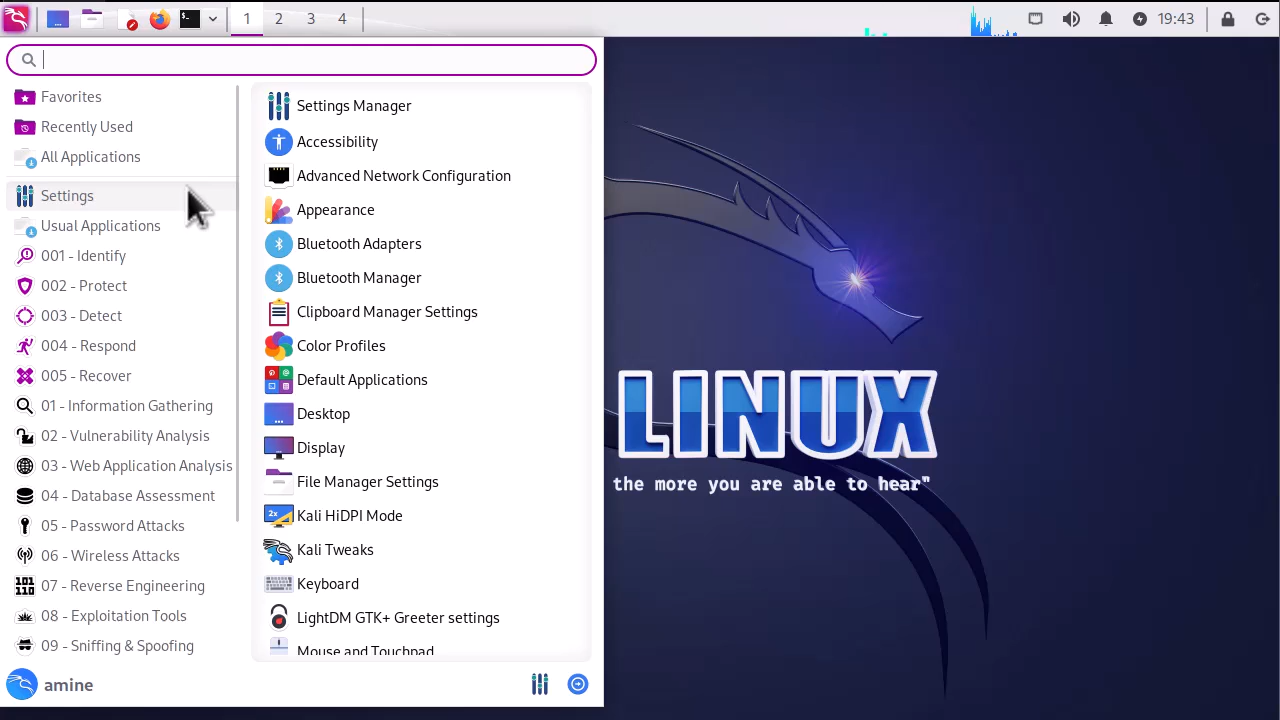 1 2 3 4 19:43
Favorites
Recently Used
All Applications
Settings
Usual Applications
001 - Identify
002 - Protect
003 - Detect
004 - Respond
005 - Recover
01 - Information Gathering
02 - Vulnerability Analysis
03 - Web Application Analysis
04 - Database Assessment
05 - Password Attacks
06 - Wireless Attacks
07 - Reverse Engineering
08 - Exploitation Tools
09 - Sniffing & Spoofing
Settings Manager
Accessibility
Advanced Network Configuration
Appearance
Bluetooth Adapters
Bluetooth Manager
Clipboard Manager Settings
Color Profiles
Default Applications
Desktop
Display
File Manager Settings
Kali HiDPI Mode
Kali Tweaks
Keyboard
LightDM GTK+ Greeter settings
Mouse and Touchpad
amine
LINUX
the more you are able to hear"